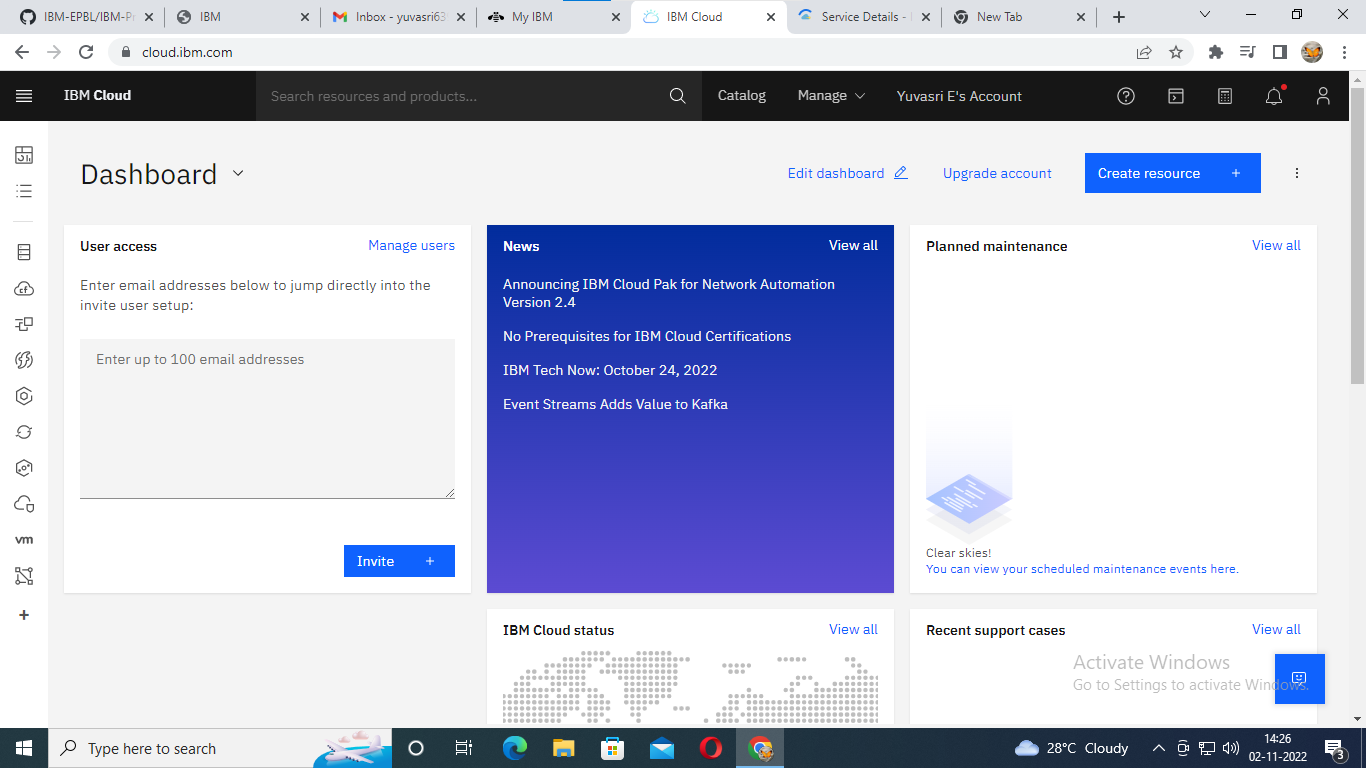 IBM-EPBL/IBM-Pr
IBM
Inbox - yuvasri63
My IBM
IBM Cloud
Service Details -
New Tab
cloud.ibm.com
IBM Cloud
Search resources and products...
Catalog
Manage
Yuvasri E's Account
Dashboard
Edit dashboard
Upgrade account
Create resource +
User access
Manage users
Enter email addresses below to jump directly into the
invite user setup:
Enter up to 100 email addresses
Invite +
News
View all
Announcing IBM Cloud Pak for Network Automation
Version 2.4
No Prerequisites for IBM Cloud Certifications
IBM Tech Now: October 24, 2022
Event Streams Adds Value to Kafka
Planned maintenance
View all
Clear skies!
You can view your scheduled maintenance events here.
vm
IBM Cloud status
View all
Recent support cases
View all
Activate Windows
Go to Settings to activate Windows.
Type here to search
28°C Cloudy
14:26
02-11-2022
3